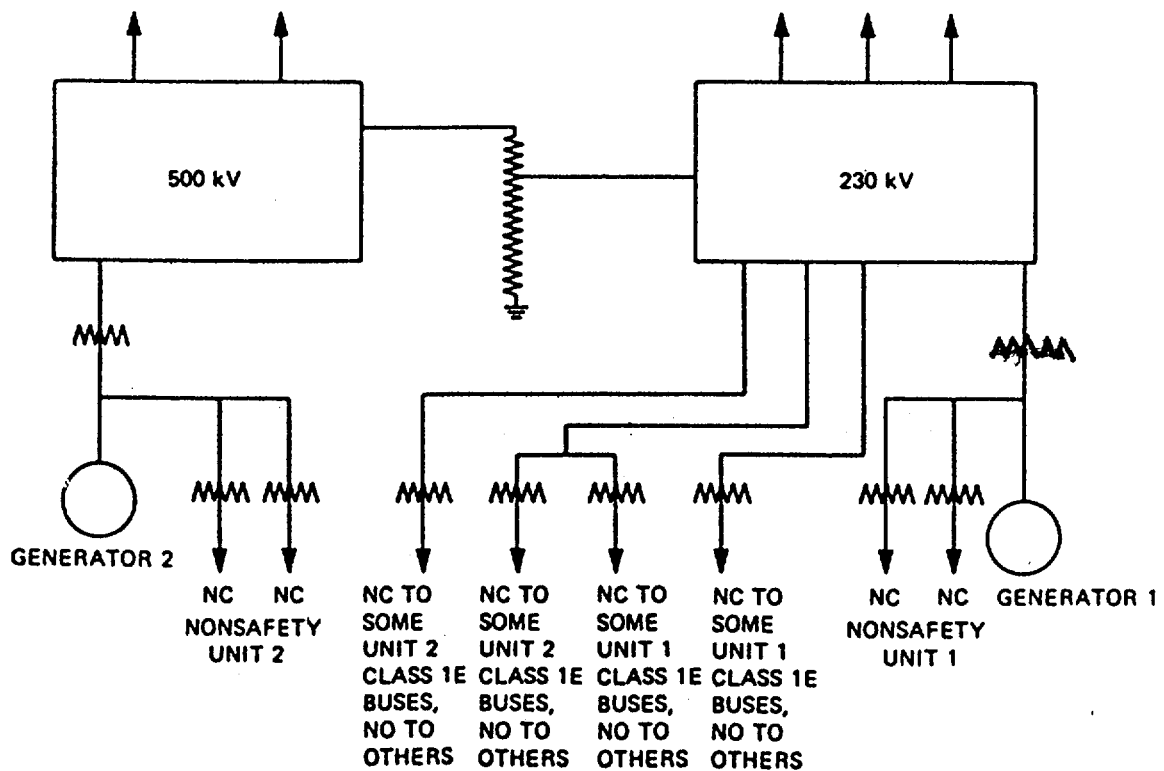 500 kV
230 kV
GENERATOR 2
NC NC
NONSAFETY
UNIT 2
NC TO
SOME
UNIT 2
CLASS 1E
BUSES,
NO TO
OTHERS
NC TO
SOME
UNIT 2
CLASS 1E
BUSES,
NO TO
OTHERS
NC TO
SOME
UNIT 1
CLASS 1E
BUSES,
NO TO
OTHERS
NC TO
SOME
UNIT 1
CLASS 1E
BUSES,
NO TO
OTHERS
NC NC
NONSAFETY
UNIT 1
GENERATOR 1